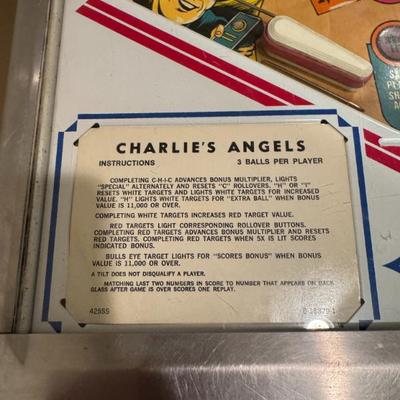 CHARLIE'S ANGELS
INSTRUCTIONS 3 BALLS PER PLAYER
COMPLETING C-H-I-C ADVANCES BONUS MULTIPLIER, LIGHTS
"SPECIAL" ALTERNATELY AND RESETS "C" ROLLOVERS. "H" OR "I"
RESETS WHITE TARGETS AND LIGHTS WHITE TARGETS FOR INCREASED
VALUE. "H" LIGHTS WHITE TARGETS FOR "EXTRA BALL" WHEN BONUS
VALUE IS 11,000 OR OVER.
COMPLETING WHITE TARGETS INCREASES RED TARGET VALUE.
RED TARGETS LIGHT CORRESPONDING ROLLOVER BUTTONS.
COMPLETING RED TARGETS ADVANCES BONUS MULTIPLIER AND RESETS
RED TARGETS. COMPLETING RED TARGETS WHEN 5X IS LIT SCORES
INDICATED BONUS.
BULLS EYE TARGET LIGHTS FOR "SCORES BONUS" WHEN BONUS
VALUE IS 11,000 OR OVER.
A TILT DOES NOT DISQUALIFY A PLAYER.
MATCHING LAST TWO NUMBERS IN SCORE TO NUMBER THAT APPEARS ON BACK
GLASS AFTER GAME IS OVER SCORES ONE REPLAY.
425SS